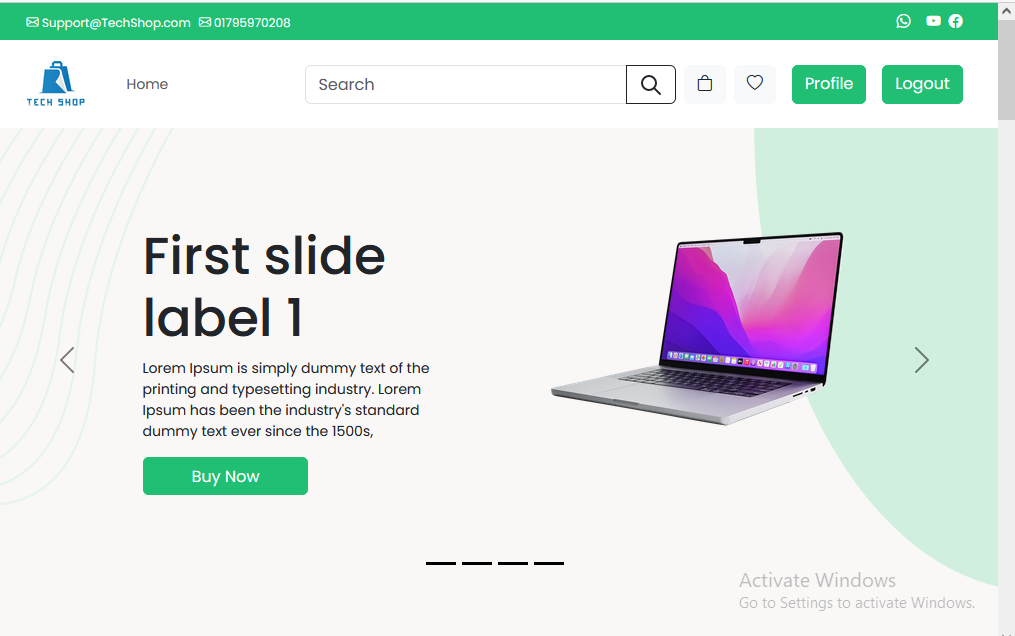 Support@TechShop.com 01795970208
TECH SHOP
Home
Search
Profile
Logout
First slide
label 1
Lorem Ipsum is simply dummy text of the
printing and typesetting industry. Lorem
Ipsum has been the industry's standard
dummy text ever since the 1500s,
Buy Now
Activate Windows
Go to Settings to activate Windows.